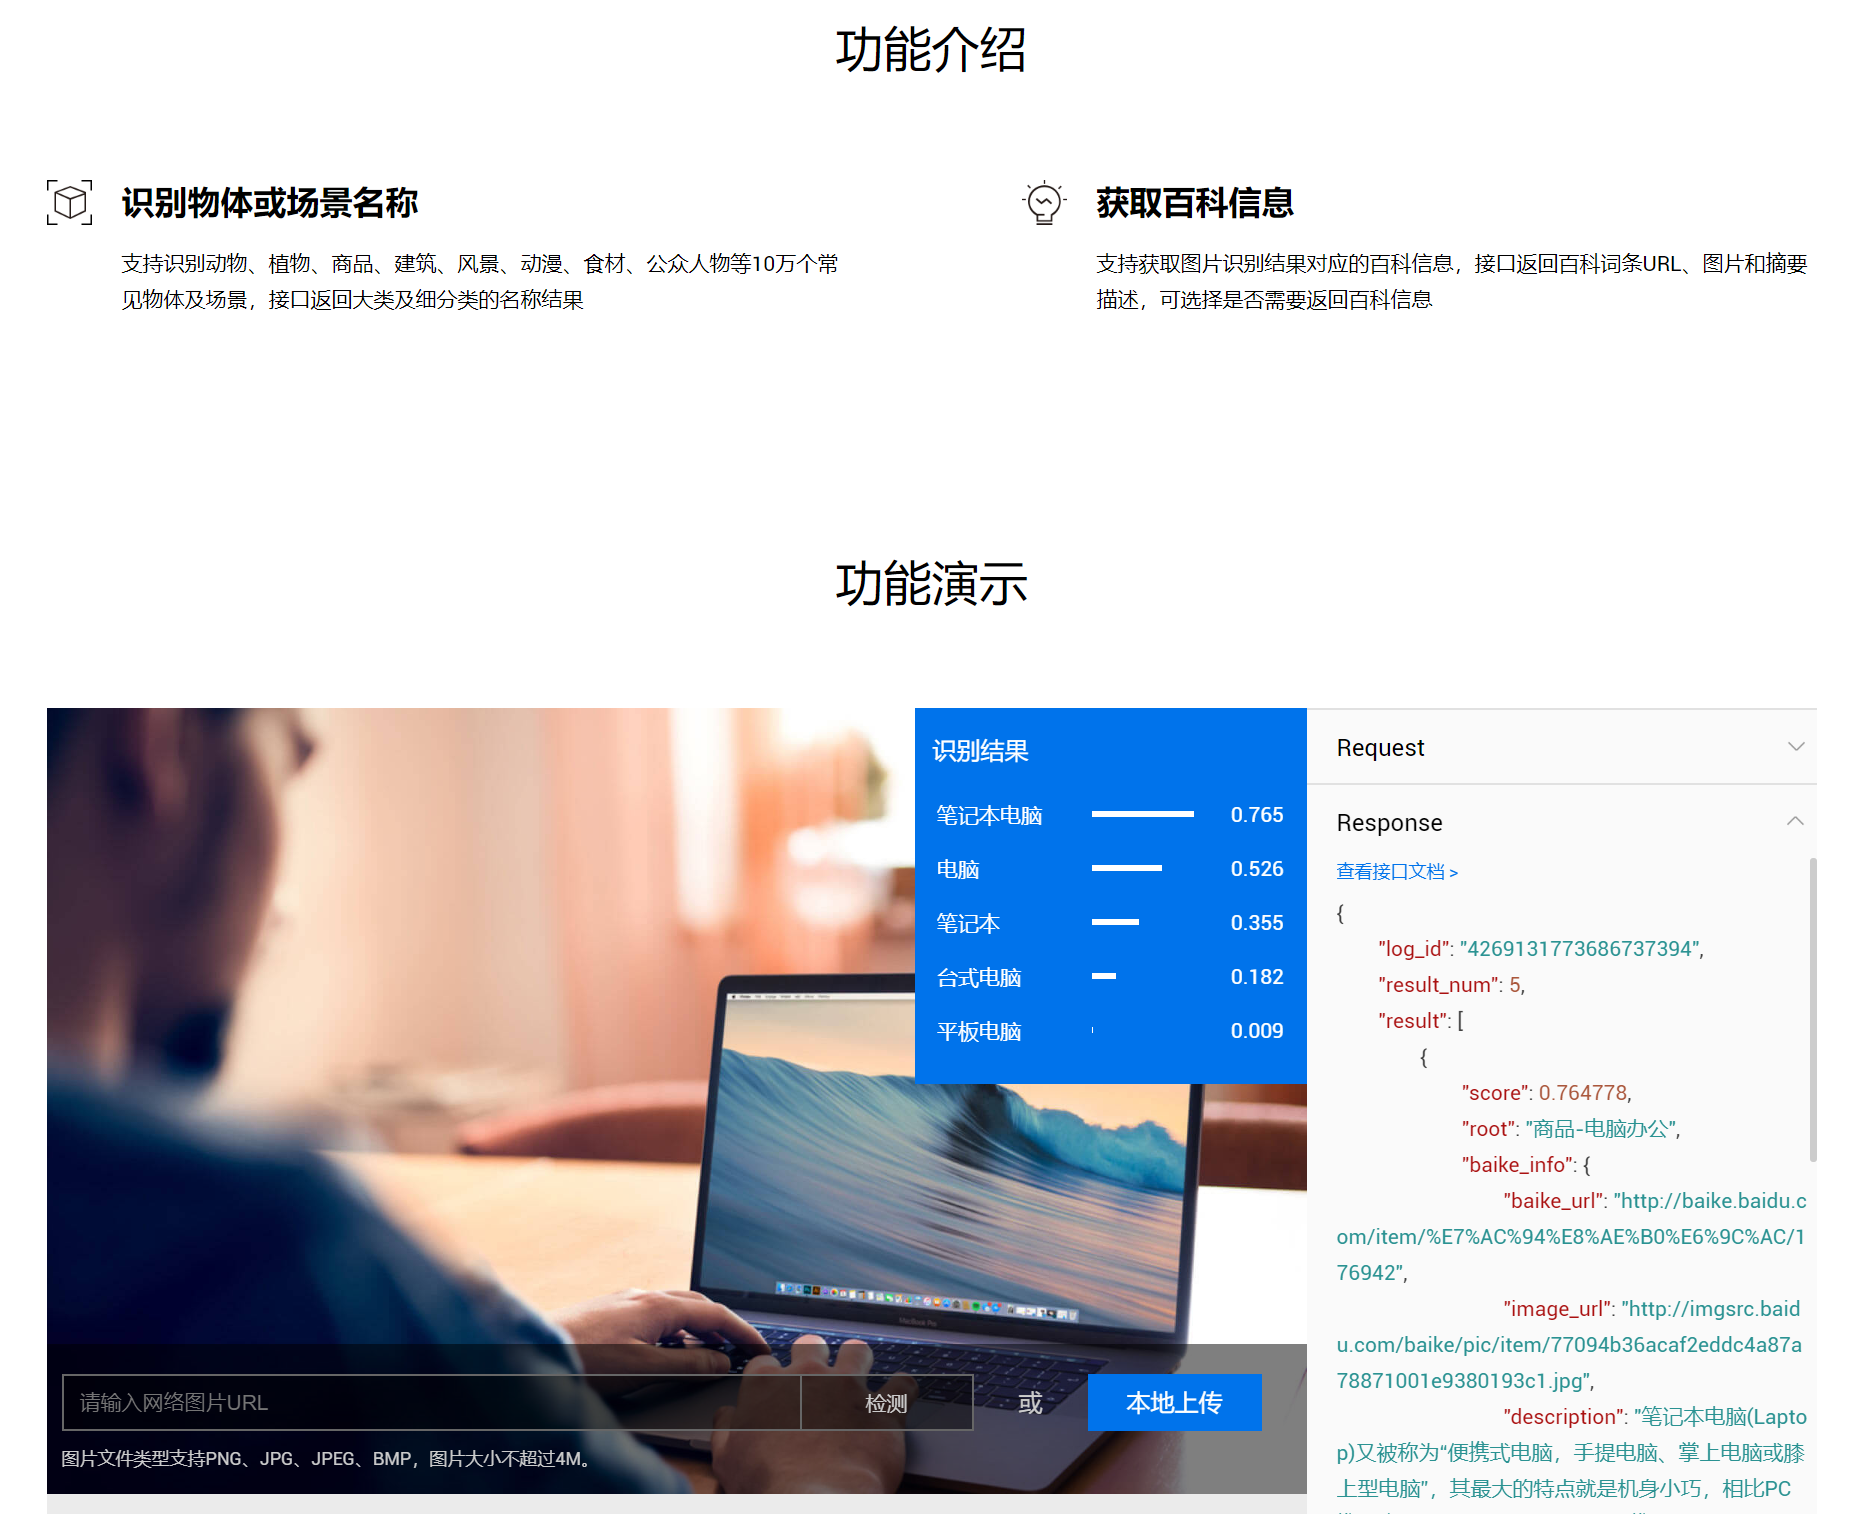 功能介绍
识别物体或场景名称
支持识别动物、植物、商品、建筑、风景、动漫、食材、公众人物等10万个常
见物体及场景，接口返回大类及细分类的名称结果
获取百科信息
支持获取图片识别结果对应的百科信息，接口返回百科词条URL、图片和摘要
描述，可选择是否需要返回百科信息
功能演示
识别结果
笔记本电脑 0.765
电脑 0.526
笔记本 0.355
台式电脑 0.182
平板电脑 0.009
MacBook Pro
请输入网络图片URL
检测
或
本地上传
图片文件类型支持PNG、JPG、JPEG、BMP，图片大小不超过4M。
Request
Response
查看接口文档 >
{
"log_id": "4269131773686737394",
"result_num": 5,
"result": [
{
"score": 0.764778,
"root": "商品-电脑办公",
"baike_info": {
"baike_url": "http://baike.baidu.c
om/item/%E7%AC%94%E8%AE%B0%E6%9C%AC/1
76942",
"image_url": "http://imgsrc.baid
u.com/baike/pic/item/77094b36acaf2eddc4a87a
78871001e9380193c1.jpg",
"description": "笔记本电脑(Lapto
p)又被称为“便携式电脑，手提电脑、掌上电脑或膝
上型电脑”，其最大的特点就是机身小巧，相比PC